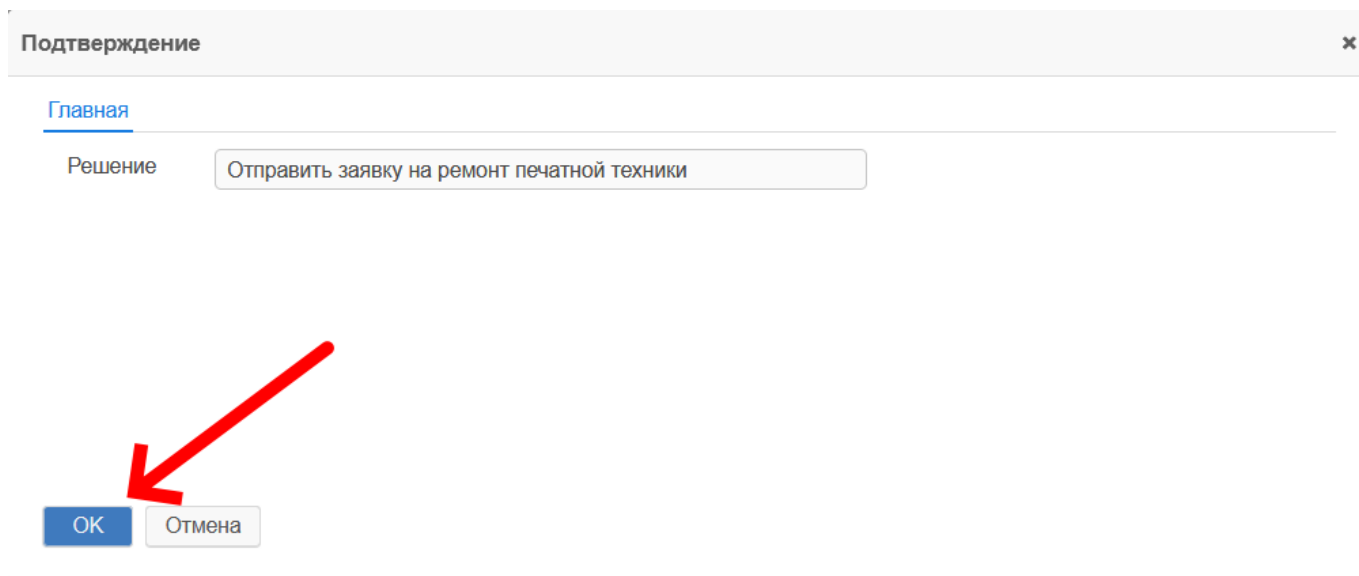 Подтверждение
Главная
Решение Отправить заявку на ремонт печатной техники
OK Отмена